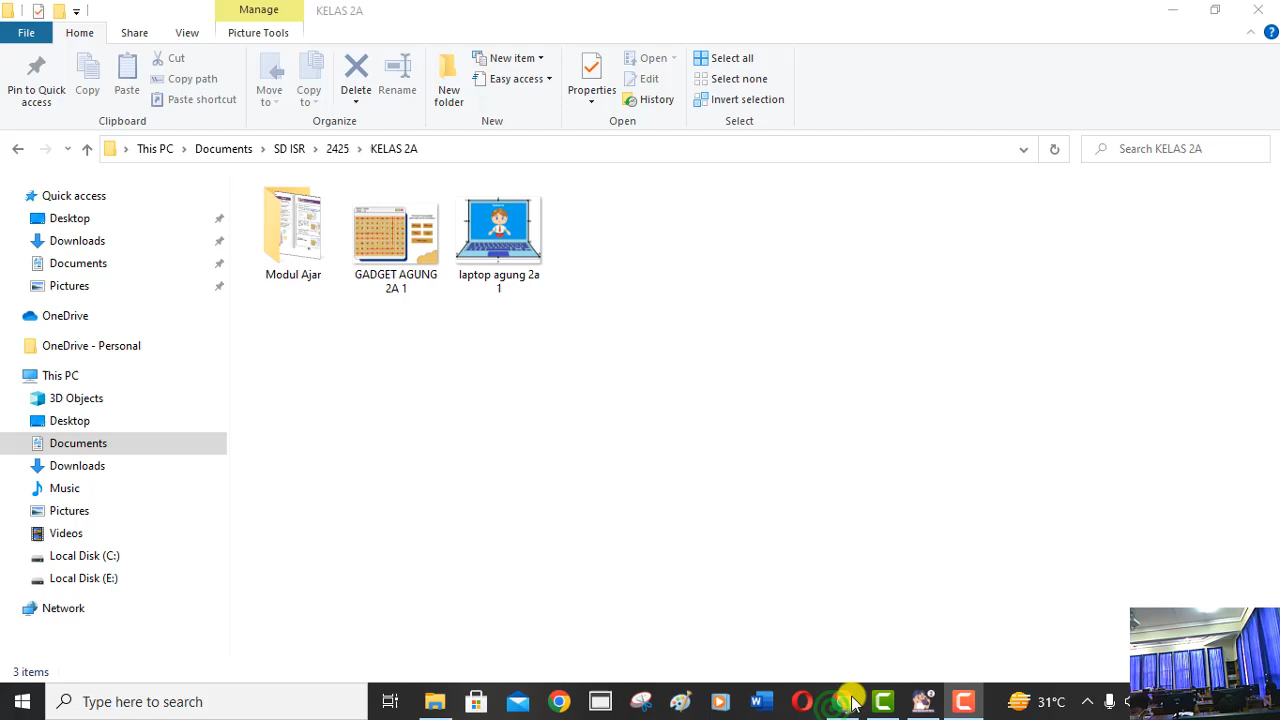 Manage
KELAS 2A
File
Home
Share
View
Picture Tools
Pin to Quick access
Copy
Paste
Cut
Copy path
Paste shortcut
Clipboard
Move to
Copy to
Delete
Rename
Organize
New folder
New item
Easy access
New
Properties
Open
Edit
History
Open
Select all
Select none
Invert selection
Select
This PC
Documents
SD ISR
2425
KELAS 2A
Search KELAS 2A
Quick access
Desktop
Downloads
Documents
Pictures
OneDrive
OneDrive - Personal
This PC
3D Objects
Desktop
Documents
Downloads
Music
Pictures
Videos
Local Disk (C:)
Local Disk (E:)
Network
Modul Ajar
GADGET AGUNG
2A 1
laptop agung 2a
1
3 items
Type here to search
2
31°C